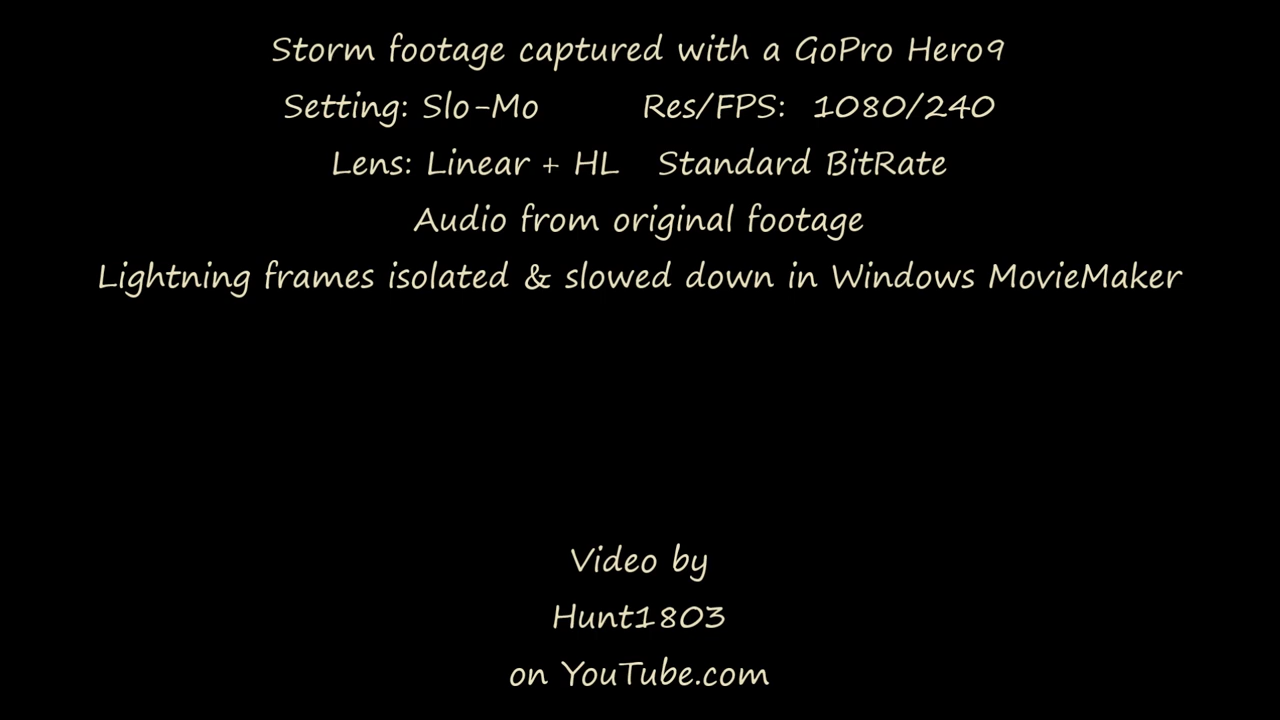 Storm footage captured with a GoPro Hero9
Setting: Slo-Mo Res/FPS: 1080/240
Lens: Linear + HL Standard BitRate
Audio from original footage
Lightning frames isolated & slowed down in Windows MovieMaker
Video by
Hunt1803
on YouTube.com